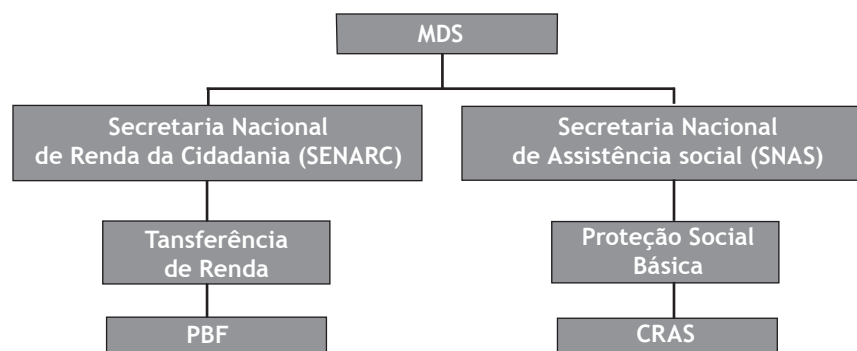 MDS
Secretaria Nacional
de Renda da Cidadania (SENARC)
Secretaria Nacional
de Assistência social (SNAS)
Tansferência
de Renda
Proteção Social
Básica
PBF
CRAS